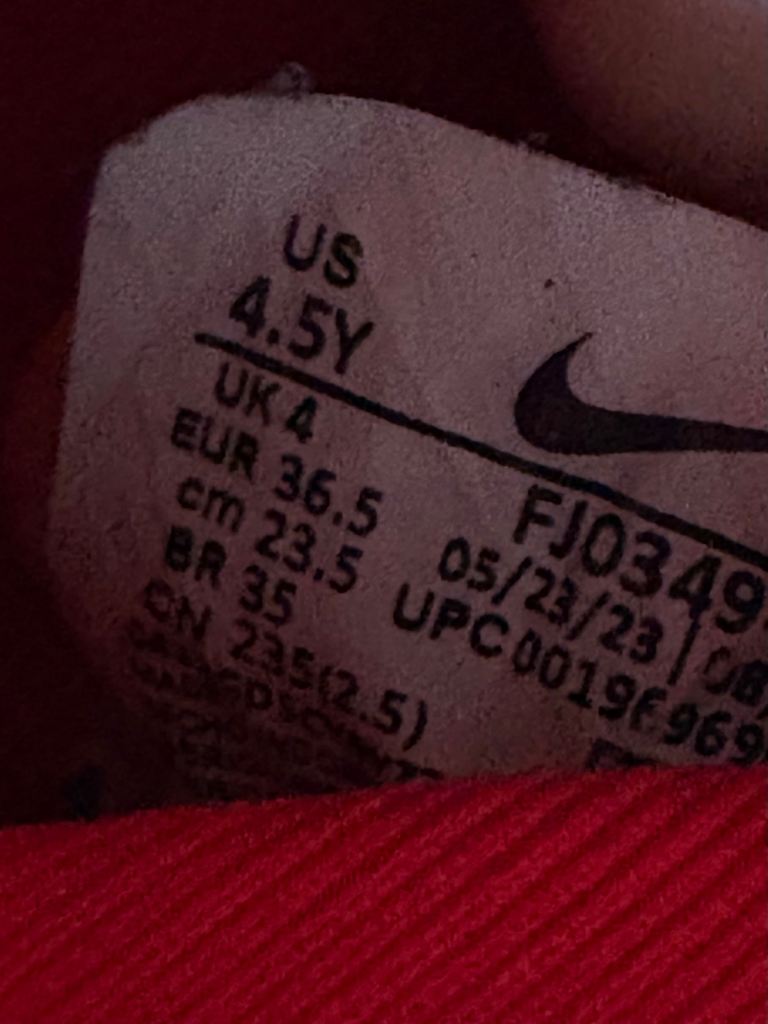 US
4.5Y
UK 4
EUR 36.5
cm 23.5
BR 35
CN 235(2.5)
FJ0349-
05/23/23
UPC